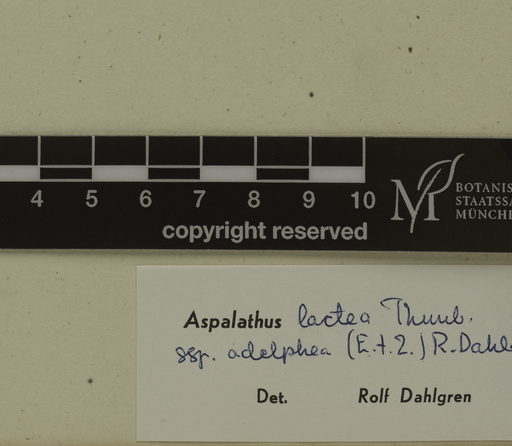 4 5 6 7 8 9 10
copyright reserved
M
BOTANIS
STAATSSA
MÜNCHE
Aspalathus lactea Thunb.
ssp. adelphea (E.+Z.) R.Dahl
Det. Rolf Dahlgren